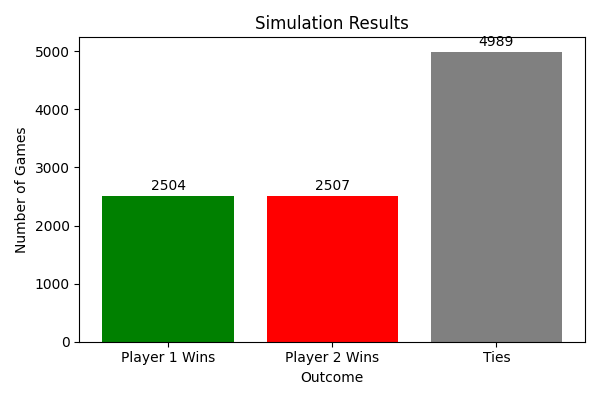 Simulation Results
Number of Games
5000
4000
3000
2000
1000
0
2504
2507
4989
Player 1 Wins
Player 2 Wins
Ties
Outcome